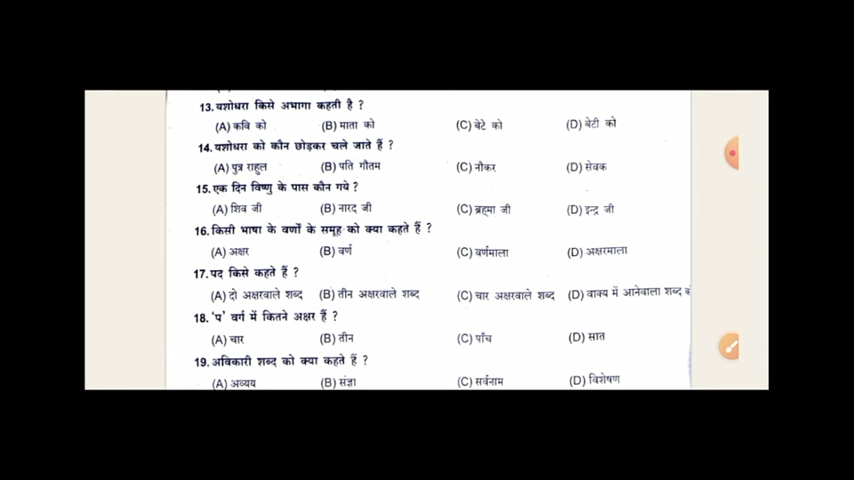 13. यशोधरा किसे अभागा कहती है ?
(A) कवि को (B) माता को (C) बेटे को (D) बेटी को
14. यशोधरा को कौन छोड़कर चले जाते हैं ?
(A) पुत्र राहुल (B) पति गौतम (C) नौकर (D) सेवक
15. एक दिन विष्णु के पास कौन गये ?
(A) शिव जी (B) नारद जी (C) ब्रह्मा जी (D) इन्द्र जी
16. किसी भाषा के वर्णों के समूह को क्या कहते हैं ?
(A) अक्षर (B) वर्ण (C) वर्णमाला (D) अक्षरमाला
17. पद किसे कहते हैं ?
(A) दो अक्षरवाले शब्द (B) तीन अक्षरवाले शब्द (C) चार अक्षरवाले शब्द (D) वाक्य में आनेवाला शब्द
18. 'प' वर्ग में कितने अक्षर हैं ?
(A) चार (B) तीन (C) पाँच (D) सात
19. अविकारी शब्द को क्या कहते हैं ?
(A) अव्यय (B) संज्ञा (C) सर्वनाम (D) विशेषण